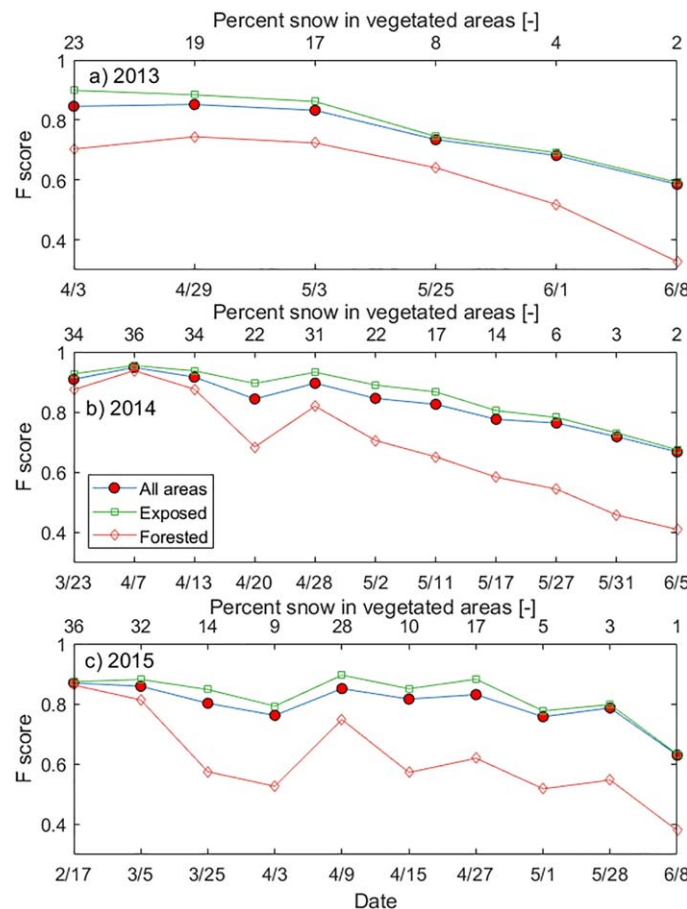 Percent snow in vegetated areas [-]
23 19 17 8 4 2
1
a) 2013
0.8
0.6
0.4
F score
4/3 4/29 5/3 5/25 6/1 6/8
Percent snow in vegetated areas [-]
34 36 34 22 31 22 17 14 6 3 2
1
b) 2014
0.8
0.6
0.4
F score
All areas
Exposed
Forested
3/23 4/7 4/13 4/20 4/28 5/2 5/11 5/17 5/27 5/31 6/5
Percent snow in vegetated areas [-]
36 32 14 9 28 10 17 5 3 1
1
c) 2015
0.8
0.6
0.4
F score
2/17 3/5 3/25 4/3 4/9 4/15 4/27 5/1 5/28 6/8
Date